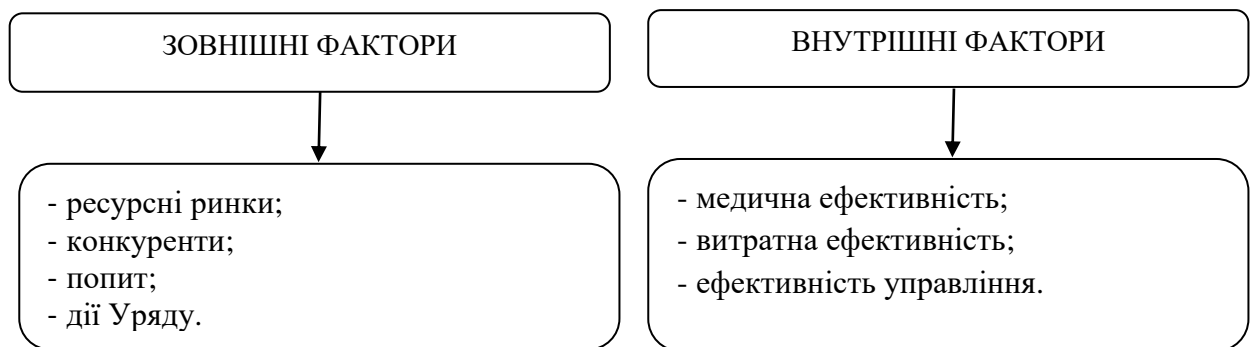 ЗОВНІШНІ ФАКТОРИ
- ресурсні ринки;
- конкуренти;
- попит;
- дії Уряду.
ВНУТРІШНІ ФАКТОРИ
- медична ефективність;
- витратна ефективність;
- ефективність управління.